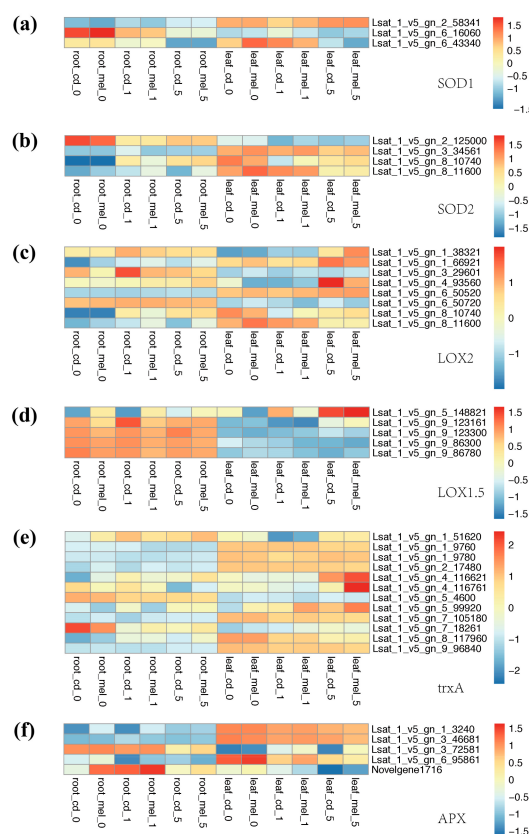 (a)
Lsat_1_v5_gn_2_58341
Lsat_1_v5_gn_6_16060
Lsat_1_v5_gn_6_43340
root_cd_0
root_mel_0
root_cd_1
root_mel_1
root_cd_5
root_mel_5
leaf_cd_0
leaf_mel_0
leaf_cd_1
leaf_mel_1
leaf_cd_5
leaf_mel_5
1
0.5
0
−0.5
−1
SOD1
(b)
Lsat_1_v5_gn_2_125000
Lsat_1_v5_gn_3_34561
Lsat_1_v5_gn_8_10740
Lsat_1_v5_gn_8_11600
root_cd_0
root_mel_0
root_cd_1
root_mel_1
root_cd_5
root_mel_5
leaf_cd_0
leaf_mel_0
leaf_cd_1
leaf_mel_1
leaf_cd_5
leaf_mel_5
1.5
1
0.5
0
−0.5
−1
−1.5
SOD2
(c)
Lsat_1_v5_gn_1_38321
Lsat_1_v5_gn_1_66921
Lsat_1_v5_gn_3_29601
Lsat_1_v5_gn_4_93560
Lsat_1_v5_gn_6_50520
Lsat_1_v5_gn_6_50720
Lsat_1_v5_gn_8_10740
Lsat_1_v5_gn_8_11600
root_cd_0
root_mel_0
root_cd_1
root_mel_1
root_cd_5
root_mel_5
leaf_cd_0
leaf_mel_0
leaf_cd_1
leaf_mel_1
leaf_cd_5
leaf_mel_5
1
0
−1
LOX2
(d)
Lsat_1_v5_gn_5_148821
Lsat_1_v5_gn_9_123161
Lsat_1_v5_gn_9_123300
Lsat_1_v5_gn_9_86300
Lsat_1_v5_gn_9_86780
root_cd_0
root_mel_0
root_cd_1
root_mel_1
root_cd_5
root_mel_5
leaf_cd_0
leaf_mel_0
leaf_cd_1
leaf_mel_1
leaf_cd_5
leaf_mel_5
1.5
1
0.5
0
−0.5
−1
−1.5
LOX1.5
(e)
Lsat_1_v5_gn_1_51620
Lsat_1_v5_gn_1_9760
Lsat_1_v5_gn_1_9780
Lsat_1_v5_gn_2_17480
Lsat_1_v5_gn_4_116621
Lsat_1_v5_gn_4_116761
Lsat_1_v5_gn_5_4600
Lsat_1_v5_gn_5_99920
Lsat_1_v5_gn_7_105180
Lsat_1_v5_gn_7_18261
Lsat_1_v5_gn_8_117960
Lsat_1_v5_gn_9_96840
root_cd_0
root_mel_0
root_cd_1
root_mel_1
root_cd_5
root_mel_5
leaf_cd_0
leaf_mel_0
leaf_cd_1
leaf_mel_1
leaf_cd_5
leaf_mel_5
2
1
0
−1
−2
trxA
(f)
Lsat_1_v5_gn_1_3240
Lsat_1_v5_gn_3_46681
Lsat_1_v5_gn_3_72581
Lsat_1_v5_gn_6_95861
Novelgene1716
root_cd_0
root_mel_0
root_cd_1
root_mel_1
root_cd_5
root_mel_5
leaf_cd_0
leaf_mel_0
leaf_cd_1
leaf_mel_1
leaf_cd_5
leaf_mel_5
1.5
1
0.5
0
−0.5
−1
−1.5
APX